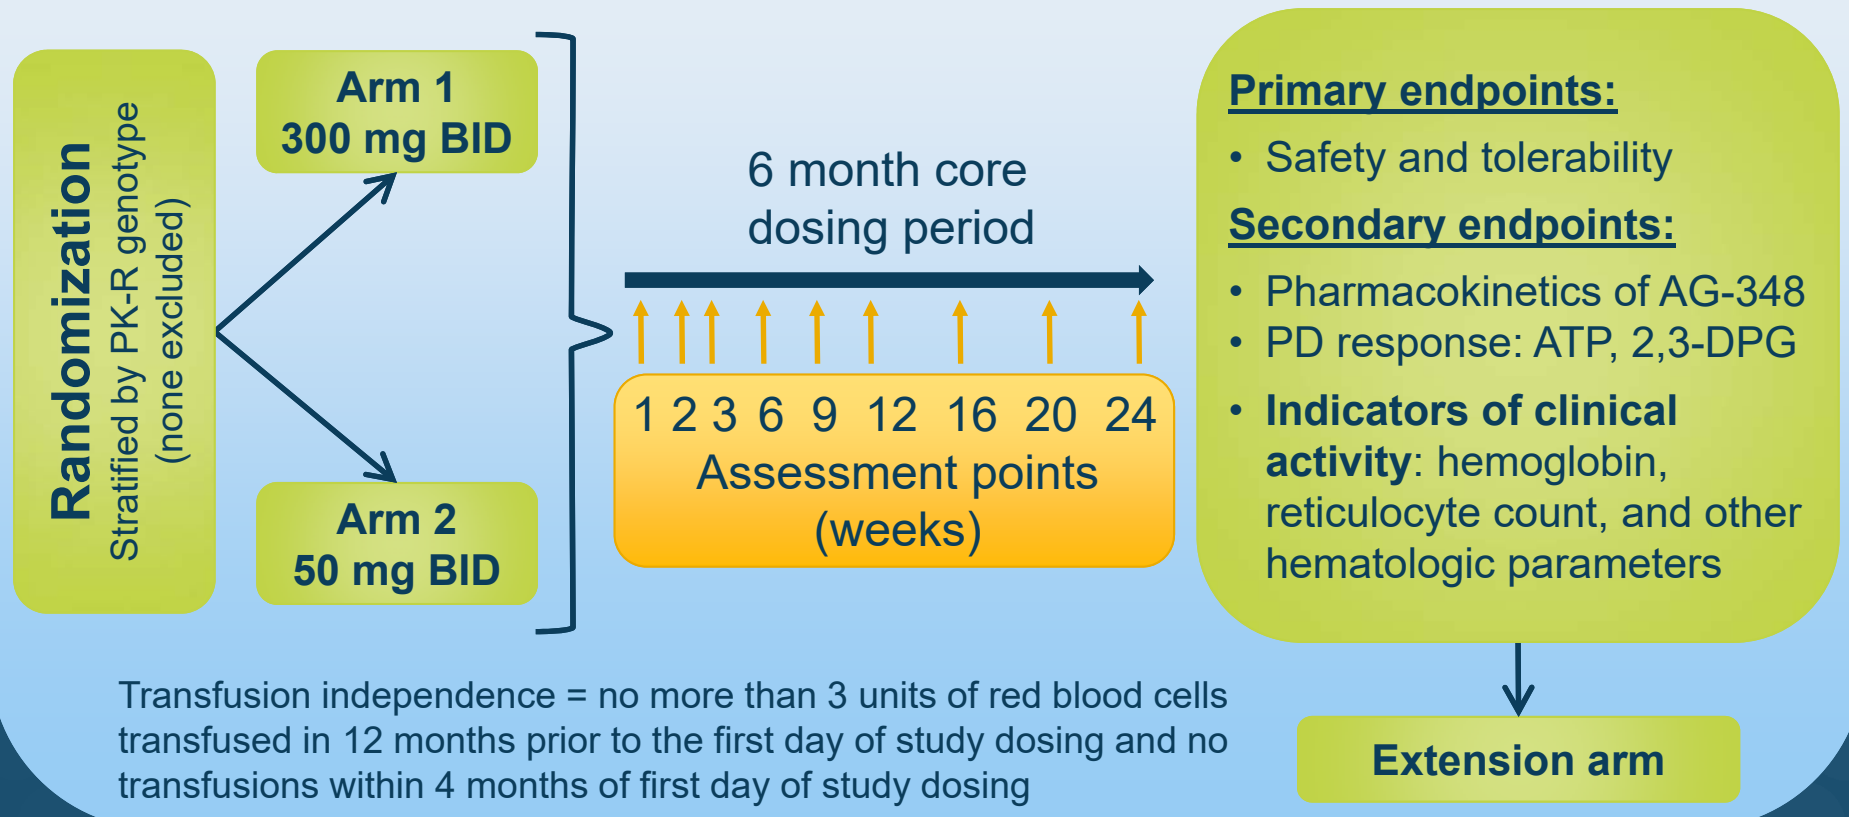 Randomization
Stratified by PK-R genotype
(none excluded)
Arm 1
300 mg BID
Arm 2
50 mg BID
6 month core
dosing period
1 2 3 6 9 12 16 20 24
Assessment points
(weeks)
Primary endpoints:
• Safety and tolerability
Secondary endpoints:
• Pharmacokinetics of AG-348
• PD response: ATP, 2,3-DPG
• Indicators of clinical
activity: hemoglobin,
reticulocyte count, and other
hematologic parameters
Extension arm
Transfusion independence = no more than 3 units of red blood cells
transfused in 12 months prior to the first day of study dosing and no
transfusions within 4 months of first day of study dosing